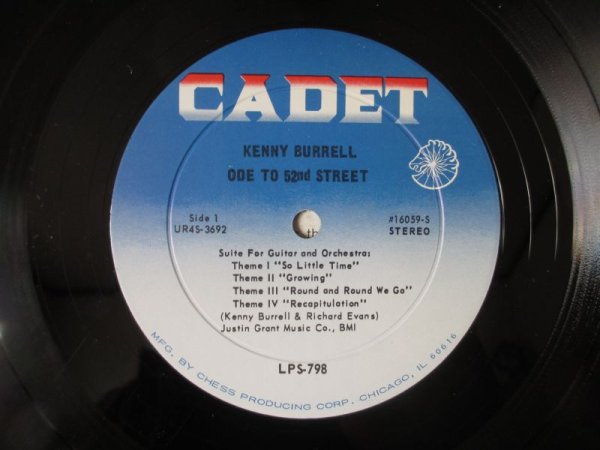 CADET
KENNY BURRELL
ODE TO 52nd STREET
Side 1
UR4S-3692
#16059-S
STEREO
th
Suite For Guitar and Orchestra:
Theme I "So Little Time"
Theme II "Growing"
Theme III "Round and Round We Go"
Theme IV "Recapitulation"
(Kenny Burrell & Richard Evans)
Justin Grant Music Co., BMI
LPS-798
MFG. BY CHESS PRODUCING CORP. CHICAGO, IL 60616